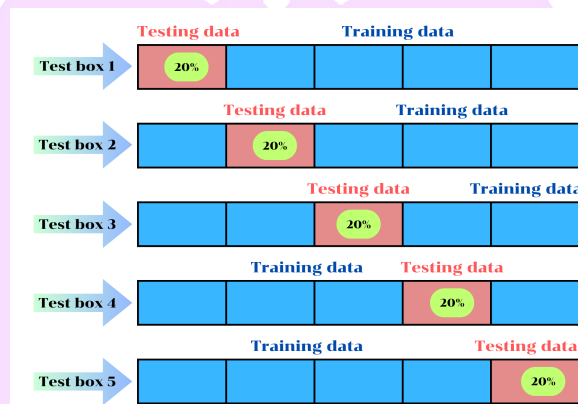 Testing data Training data
Test box 1 20%
Testing data Training data
Test box 2 20%
Testing data Training data
Test box 3 20%
Training data Testing data
Test box 4 20%
Training data Testing data
Test box 5 20%